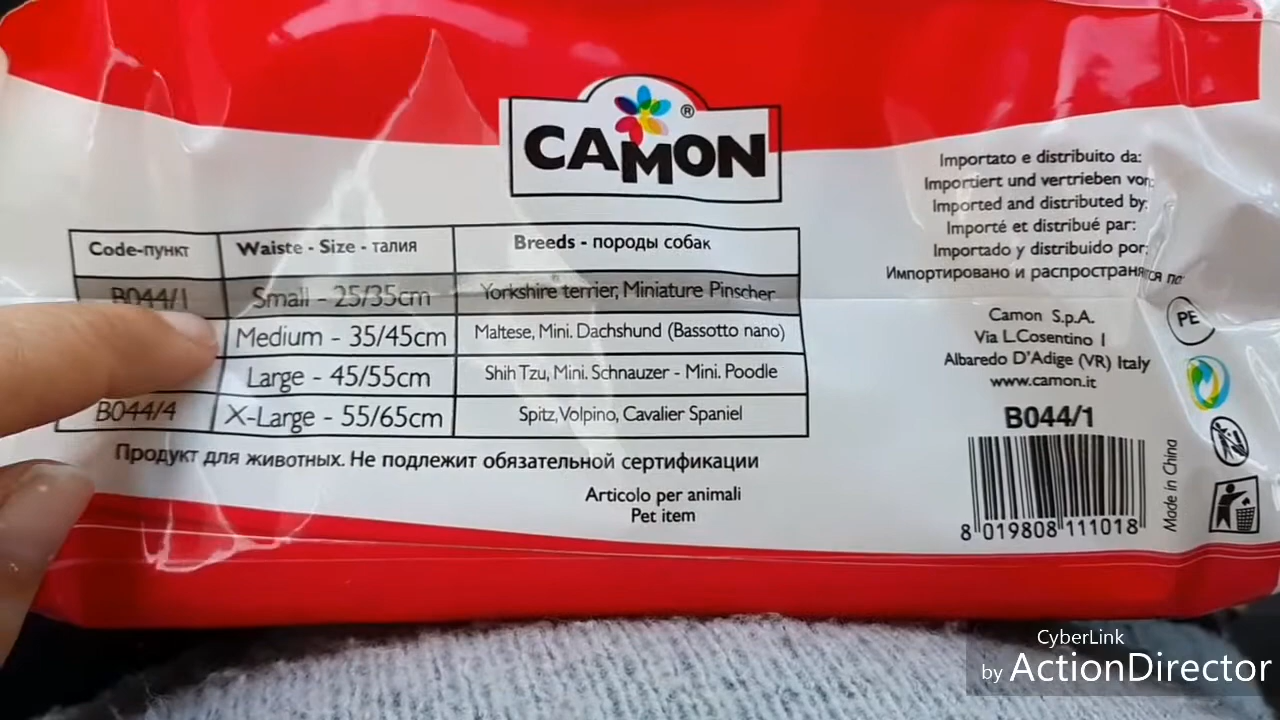 CAMON ®
Code-пункт Waiste - Size - талия Breeds - породы собак
B044/1 Small - 25/35cm Yorkshire terrier, Miniature Pinscher
Medium - 35/45cm Maltese, Mini. Dachshund (Bassotto nano)
Large - 45/55cm Shih Tzu, Mini. Schnauzer - Mini. Poodle
B044/4 X-Large - 55/65cm Spitz, Volpino, Cavalier Spaniel
Продукт для животных. Не подлежит обязательной сертификации
Articolo per animali
Pet item
Importato e distribuito da:
Importiert und vertrieben von:
Imported and distributed by:
Importé et distribué par:
Importado y distribuido por:
Импортировано и распространяется по
Camon S.p.A.
Via L.Cosentino 1
Albaredo D'Adige (VR) Italy
www.camon.it
B044/1
8 019808 111018
Made in China
PE
CyberLink
by ActionDirector